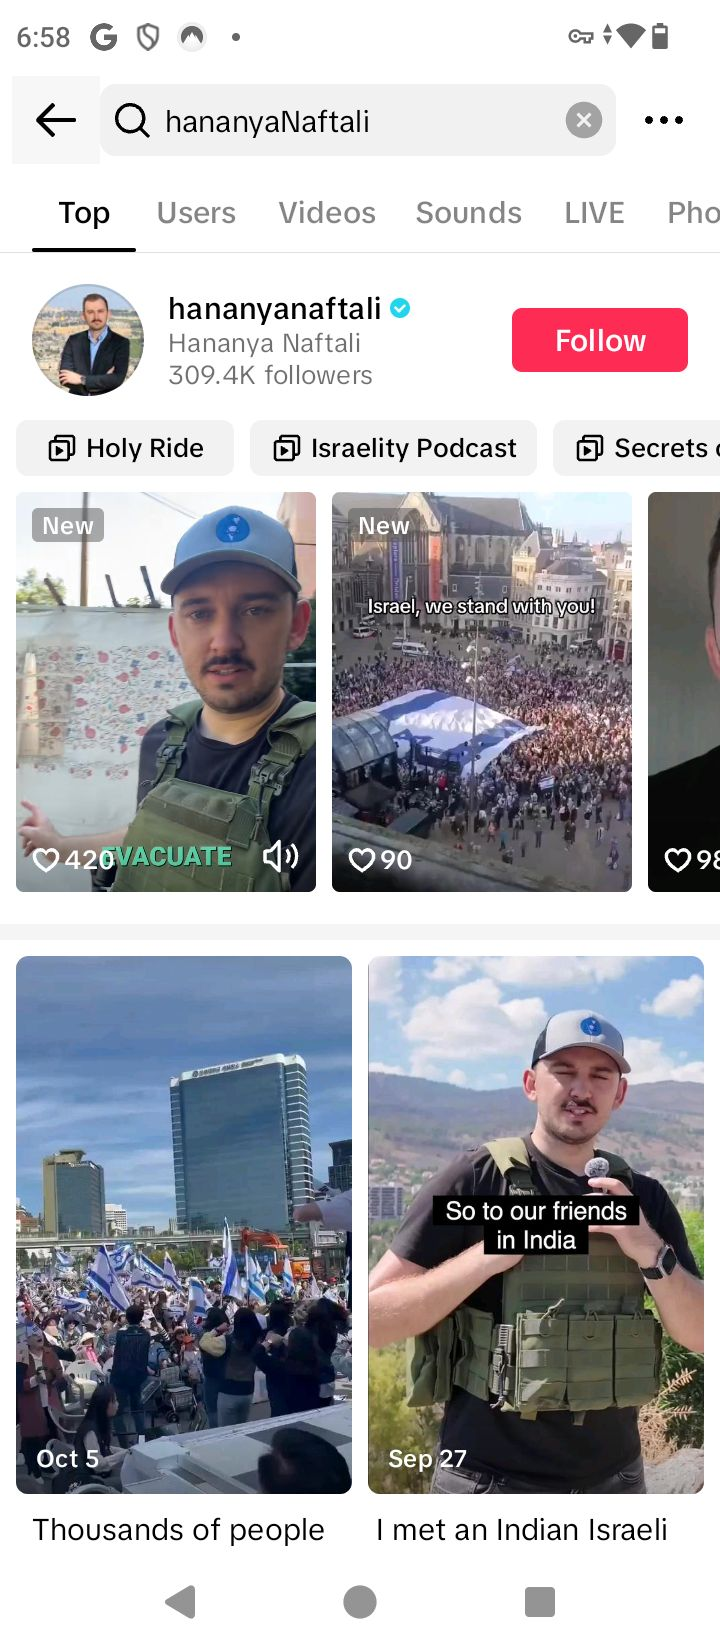 6:58
hananyaNaftali
Top Users Videos Sounds LIVE Pho
hananyanaftali
Hananya Naftali
309.4K followers
Follow
Holy Ride
Israelity Podcast
Secrets
New
420
EVACUATE
New
Israel, we stand with you!
90
98
Oct 5
So to our friends
in India
Sep 27
Thousands of people
I met an Indian Israeli